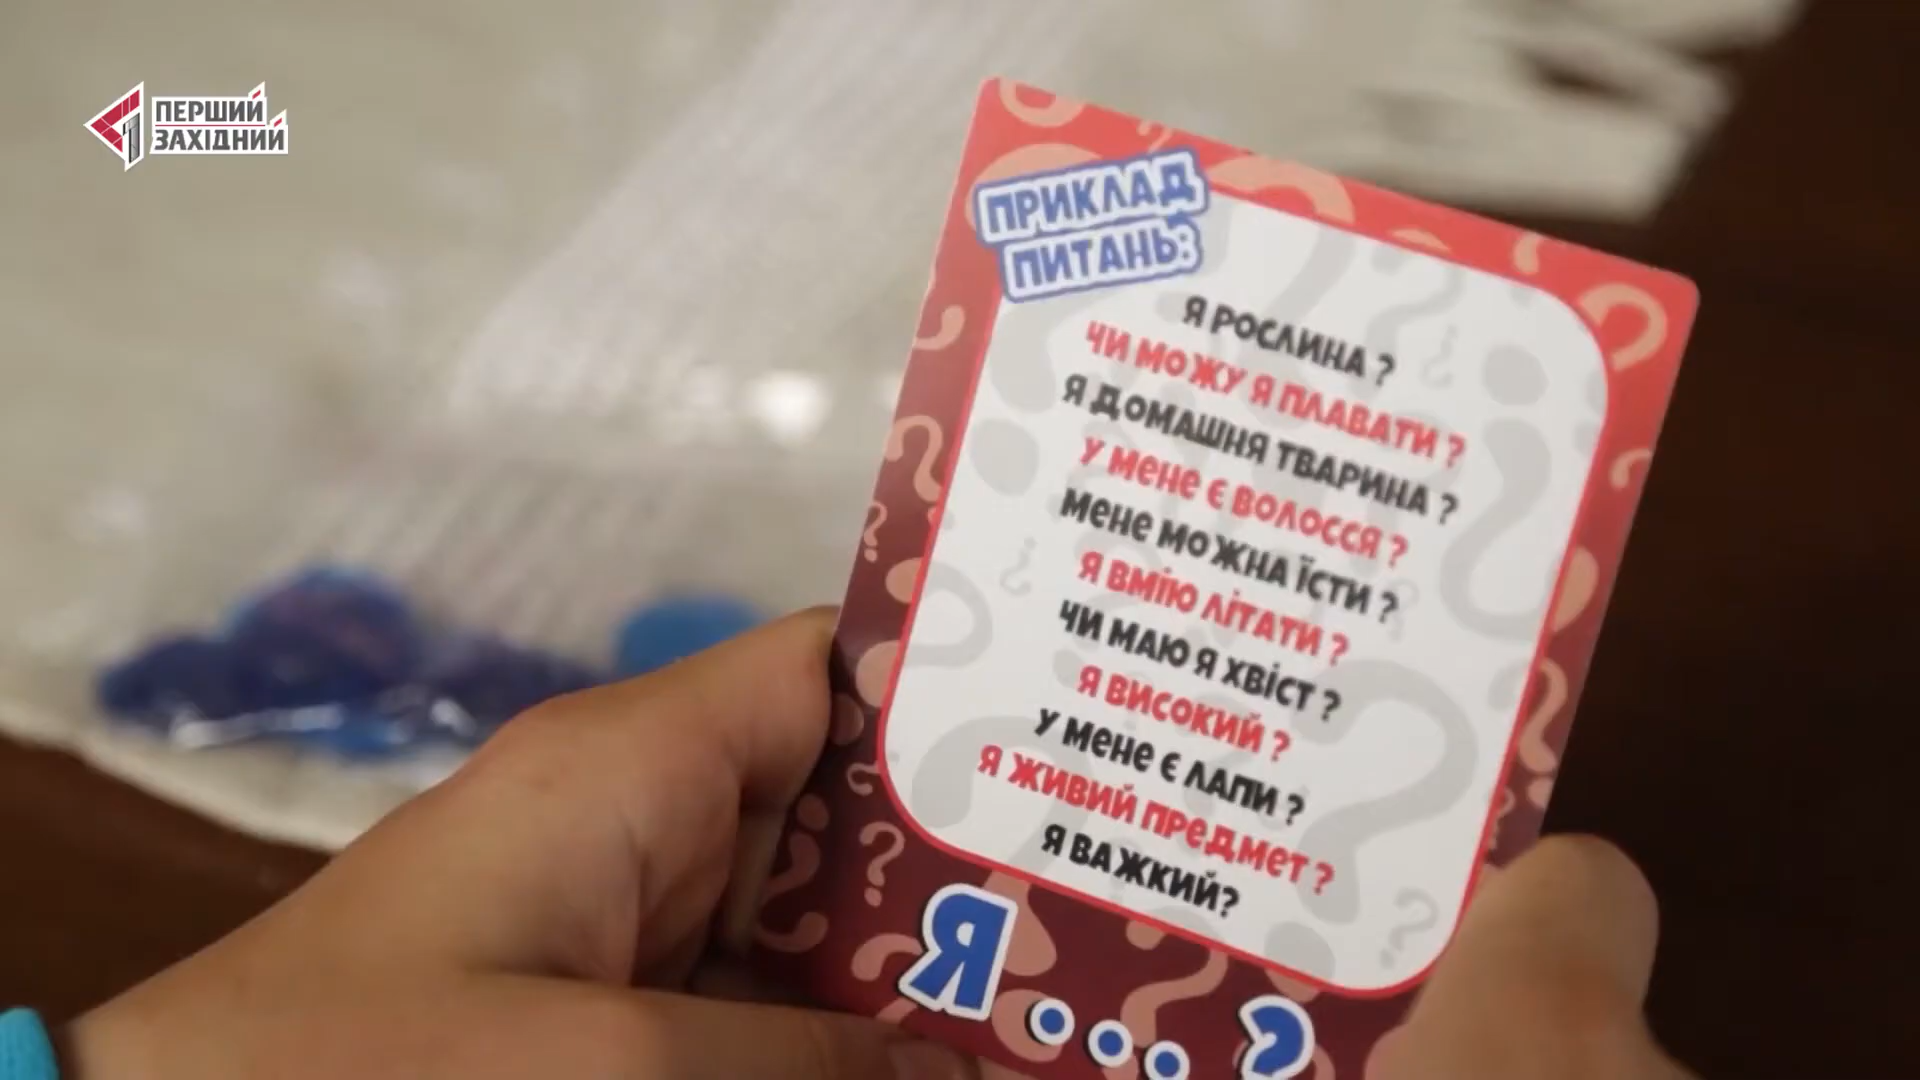 ПЕРШИЙ
ЗАХІДНИЙ
ПРИКЛАД
ПИТАНЬ:
Я РОСЛИНА ?
ЧИ МОЖУ Я ПЛАВАТИ ?
Я ДОМАШНЯ ТВАРИНА ?
У МЕНЕ Є ВОЛОССЯ ?
МЕНЕ МОЖНА ЇСТИ ?
Я ВМІЮ ЛІТАТИ ?
ЧИ МАЮ Я ХВІСТ ?
Я ВИСОКИЙ ?
У МЕНЕ Є ЛАПИ ?
Я ЖИВИЙ ПРЕДМЕТ ?
Я ВАЖКИЙ?
Я...